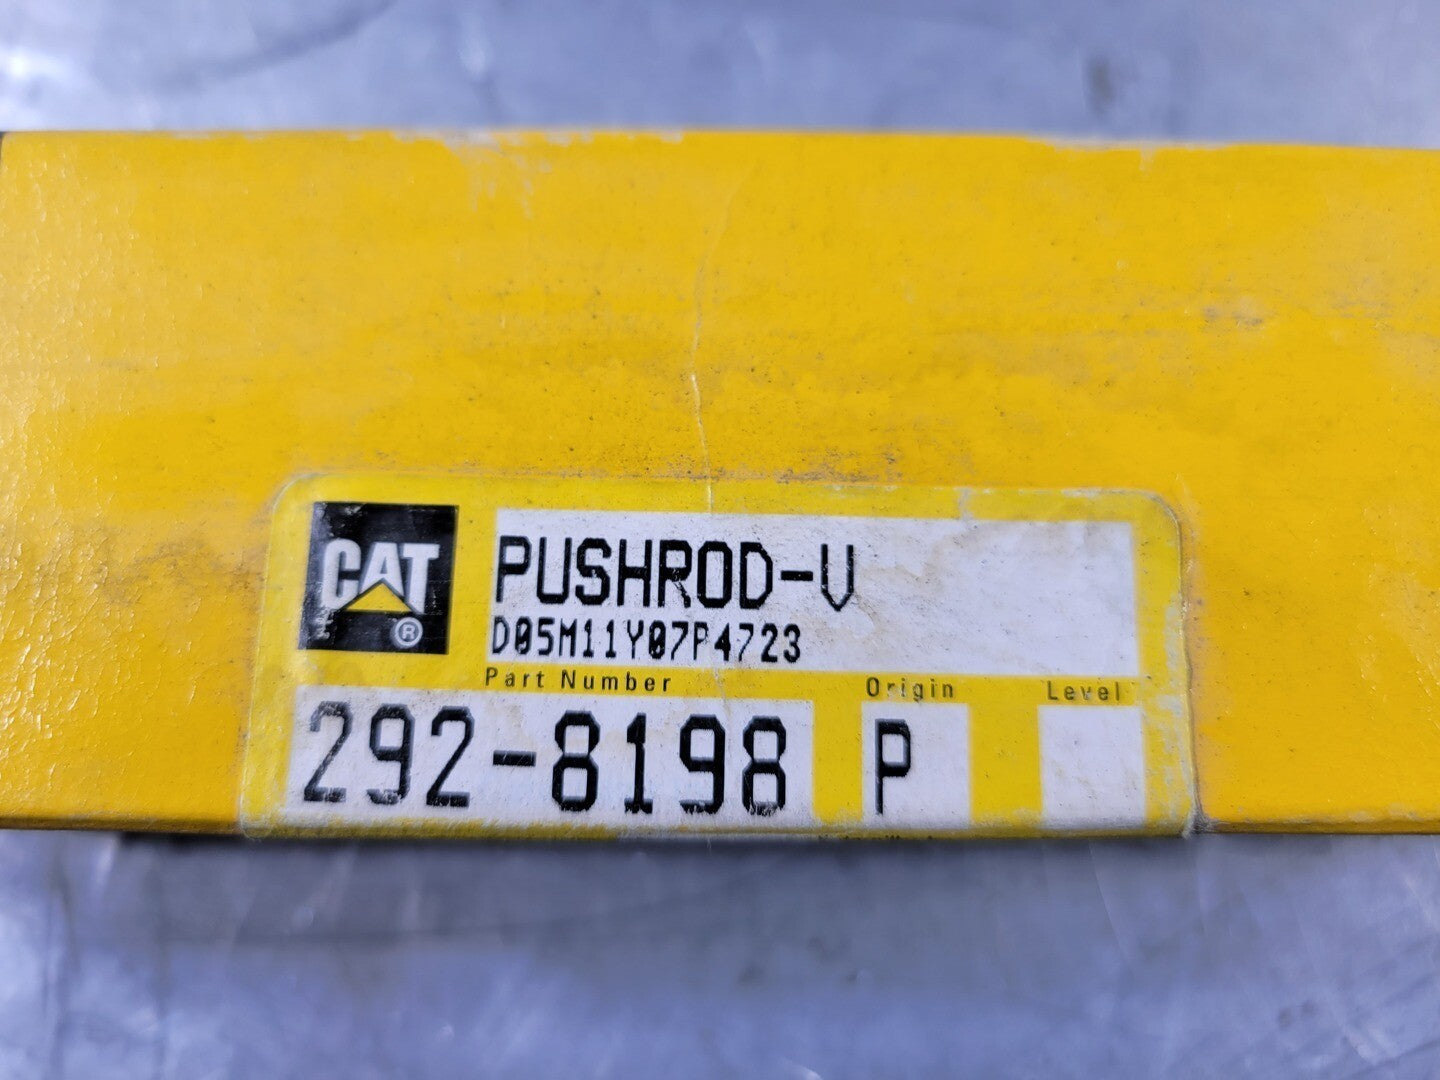 CAT
®
PUSHROD-V
D05M11Y07P4723
Part Number Origin Level
292-8198 P